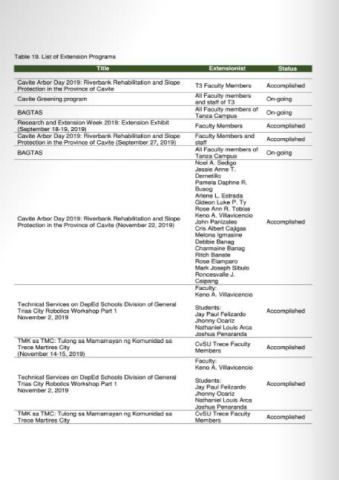 Table 19. List of Extension Programs
Title Extensionist Status
Cavite Arbor Day 2019: Riverbank Rehabilitation and Slope
Protection in the Province of Cavite
T3 Faculty Members
Accomplished
Cavite Greening program
All Faculty members
and staff of T3
On-going
BAGTAS
All Faculty members of
Tanza Campus
On-going
Research and Extension Week 2019: Extension Exhibit
(September 18-19, 2019)
Faculty Members
Accomplished
Cavite Arbor Day 2019: Riverbank Rehabilitation and Slope
Protection in the Province of Cavite (September 27, 2019)
Faculty Members and
staff
Accomplished
BAGTAS
All Faculty members of
Tanza Campus
On-going
Cavite Arbor Day 2019: Riverbank Rehabilitation and Slope
Protection in the Province of Cavite (November 22, 2019)
Noel A. Sedigo
Jessie Anne T.
Demetillo
Pamela Daphne R.
Busog
Arlene L. Estrada
Gideon Luke P. Ty
Rose Ann R. Tobias
Keno A. Villavicencio
John Panizales
Cris Albert Cajigas
Melona Igmasine
Debbie Banag
Charmaine Banag
Ritch Banate
Rose Elamparo
Mark Joseph Sibulo
Roncesvalle J.
Caipang
Accomplished
Technical Services on DepEd Schools Division of General
Trias City Robotics Workshop Part 1
November 2, 2019
Faculty:
Keno A. Villavicencio
Students:
Jay Paul Felizardo
Jhonny Ocariz
Nathaniel Louis Arca
Joshua Penaranda
Accomplished
TMK sa TMC: Tulong sa Mamamayan ng Komunidad sa
Trece Martires City
(November 14-15, 2019)
CvSU Trece Faculty
Members
Accomplished
Technical Services on DepEd Schools Division of General
Trias City Robotics Workshop Part 1
November 2, 2019
Faculty:
Keno A. Villavicencio
Students:
Jay Paul Felizardo
Jhonny Ocariz
Nathaniel Louis Arca
Joshua Penaranda
Accomplished
TMK sa TMC: Tulong sa Mamamayan ng Komunidad sa
Trece Martires City
CvSU Trece Faculty
Members
Accomplished